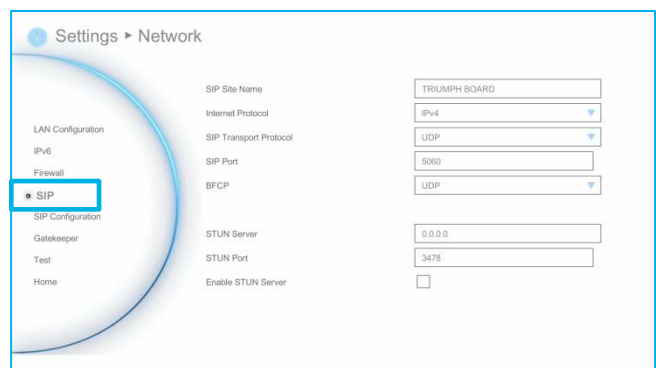 Settings ► Network
SIP Site Name TRIUMPH BOARD
Internet Protocol IPv4
LAN Configuration
SIP Transport Protocol UDP
IPv6
SIP Port 5060
Firewall
BFCP UDP
SIP
SIP Configuration
STUN Server 0.0.0.0
Gatekeeper
STUN Port 3478
Test
Enable STUN Server
Home